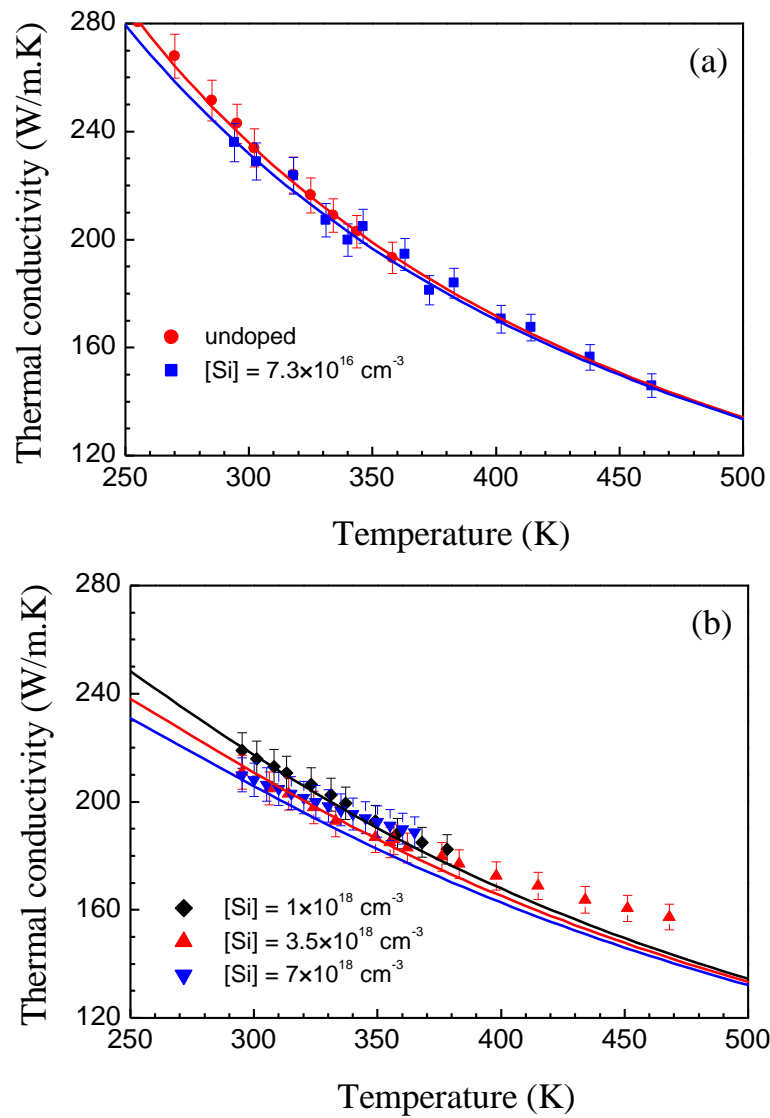 280
(a)
240
200
160
120
Thermal conductivity (W/m.K)
undoped
[Si] = 7.3×10¹⁶ cm⁻³
250 300 350 400 450 500
Temperature (K)
280
(b)
240
200
160
120
Thermal conductivity (W/m.K)
[Si] = 1×10¹⁸ cm⁻³
[Si] = 3.5×10¹⁸ cm⁻³
[Si] = 7×10¹⁸ cm⁻³
250 300 350 400 450 500
Temperature (K)